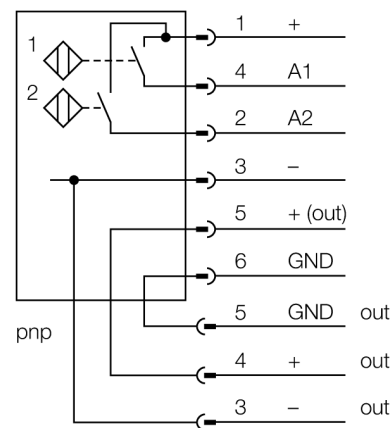 1 +
1
4 A1
2
2 A2
3 –
5 + (out)
6 GND
5 GND out
pnp
4 + out
3 – out